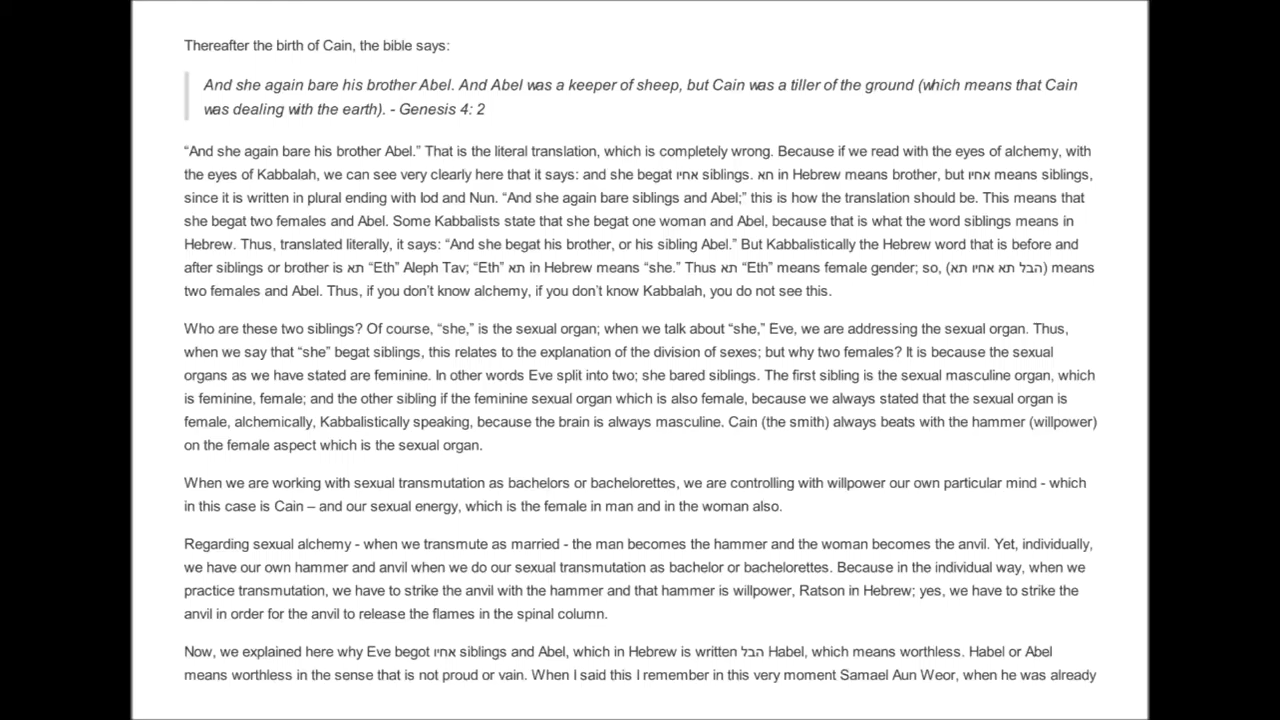 Thereafter the birth of Cain, the bible says:
And she again bare his brother Abel. And Abel was a keeper of sheep, but Cain was a tiller of the ground (which means that Cain
was dealing with the earth). - Genesis 4: 2
“And she again bare his brother Abel.” That is the literal translation, which is completely wrong. Because if we read with the eyes of alchemy, with
the eyes of Kabbalah, we can see very clearly here that it says: and she begat אחיו siblings. חא in Hebrew means brother, but אחיו means siblings,
since it is written in plural ending with Iod and Nun. “And she again bare siblings and Abel;” this is how the translation should be. This means that
she begat two females and Abel. Some Kabbalists state that she begat one woman and Abel, because that is what the word siblings means in
Hebrew. Thus, translated literally, it says: “And she begat his brother, or his sibling Abel.” But Kabbalistically the Hebrew word that is before and
after siblings or brother is תא “Eth” Aleph Tav; “Eth” תא in Hebrew means “she.” Thus תא “Eth” means female gender; so, (הבל תא אחיו תא) means
two females and Abel. Thus, if you don’t know alchemy, if you don’t know Kabbalah, you do not see this.
Who are these two siblings? Of course, “she,” is the sexual organ; when we talk about “she,” Eve, we are addressing the sexual organ. Thus,
when we say that “she” begat siblings, this relates to the explanation of the division of sexes; but why two females? It is because the sexual
organs as we have stated are feminine. In other words Eve split into two; she bared siblings. The first sibling is the sexual masculine organ, which
is feminine, female; and the other sibling if the feminine sexual organ which is also female, because we always stated that the sexual organ is
female, alchemically, Kabbalistically speaking, because the brain is always masculine. Cain (the smith) always beats with the hammer (willpower)
on the female aspect which is the sexual organ.
When we are working with sexual transmutation as bachelors or bachelorettes, we are controlling with willpower our own particular mind - which
in this case is Cain – and our sexual energy, which is the female in man and in the woman also.
Regarding sexual alchemy - when we transmute as married - the man becomes the hammer and the woman becomes the anvil. Yet, individually,
we have our own hammer and anvil when we do our sexual transmutation as bachelor or bachelorettes. Because in the individual way, when we
practice transmutation, we have to strike the anvil with the hammer and that hammer is willpower, Ratson in Hebrew; yes, we have to strike the
anvil in order for the anvil to release the flames in the spinal column.
Now, we explained here why Eve begot אחיו siblings and Abel, which in Hebrew is written הבל Habel, which means worthless. Habel or Abel
means worthless in the sense that is not proud or vain. When I said this I remember in this very moment Samael Aun Weor, when he was already